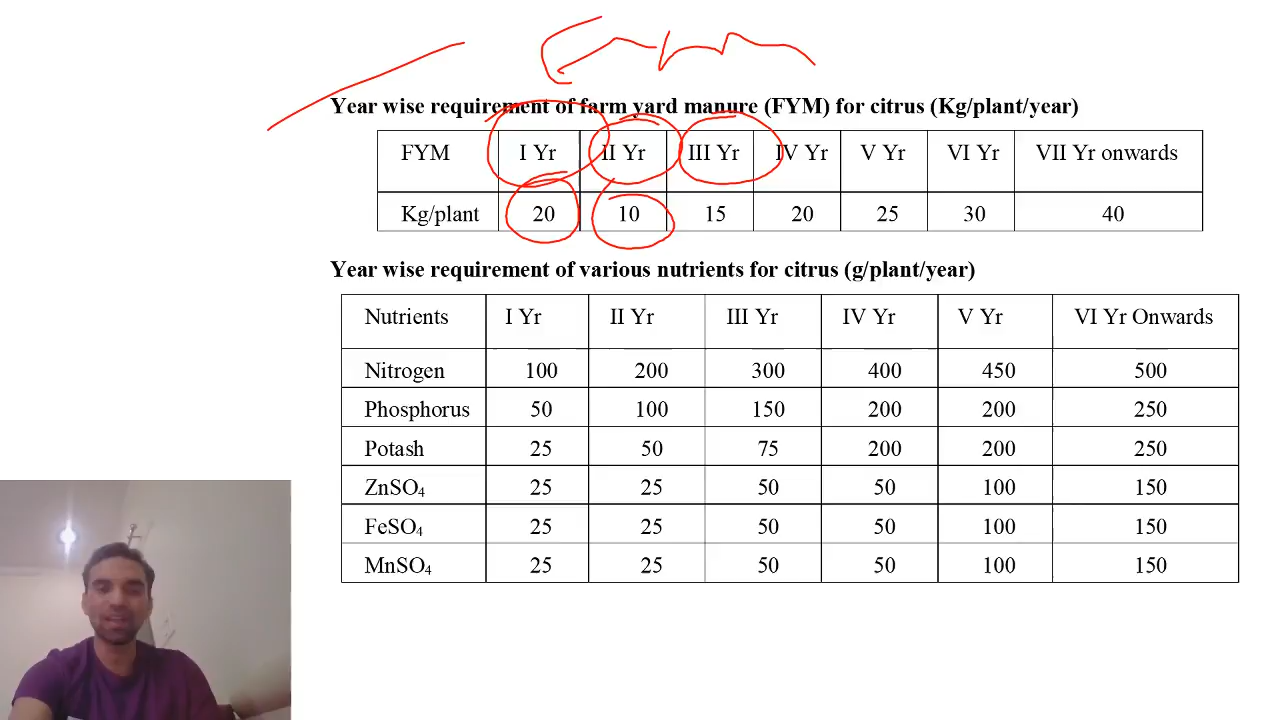 Year wise requirement of farm yard manure (FYM) for citrus (Kg/plant/year)
FYM I Yr II Yr III Yr IV Yr V Yr VI Yr VII Yr onwards
Kg/plant 20 10 15 20 25 30 40
Year wise requirement of various nutrients for citrus (g/plant/year)
Nutrients I Yr II Yr III Yr IV Yr V Yr VI Yr Onwards
Nitrogen 100 200 300 400 450 500
Phosphorus 50 100 150 200 200 250
Potash 25 50 75 200 200 250
ZnSO₄ 25 25 50 50 100 150
FeSO₄ 25 25 50 50 100 150
MnSO₄ 25 25 50 50 100 150